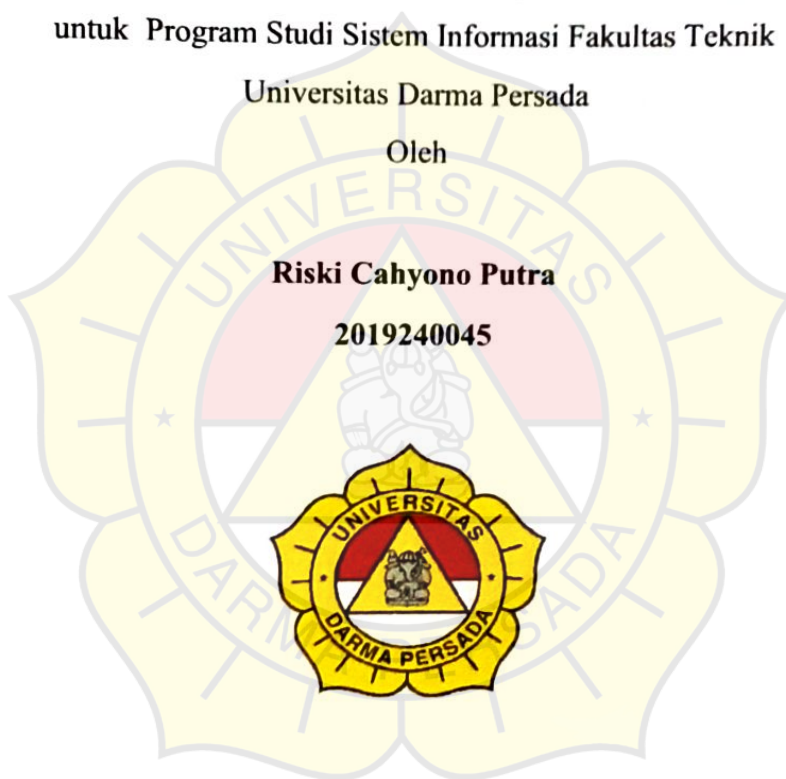 untuk Program Studi Sistem Informasi Fakultas Teknik
Universitas Darma Persada
Oleh
UNIVERSITAS
Riski Cahyono Putra
2019240045
UNIVERSITAS
DARMA PERSADA
DARMA PERSADA